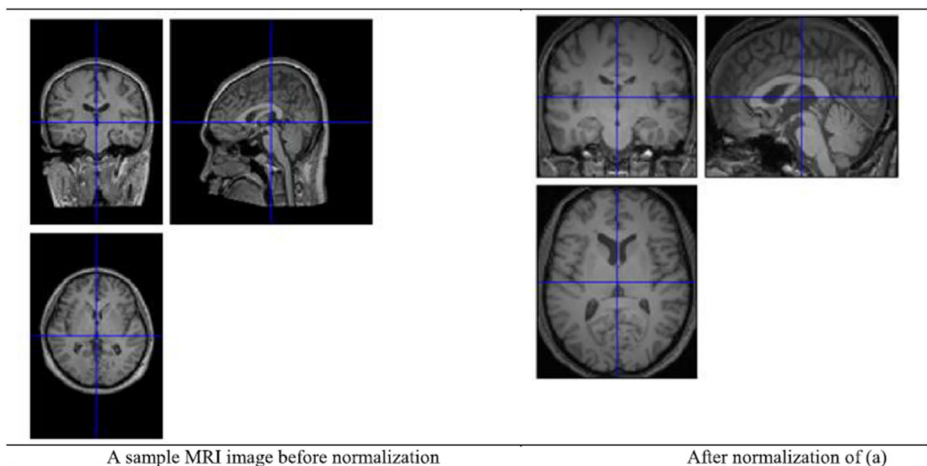 A sample MRI image before normalization
After normalization of (a)